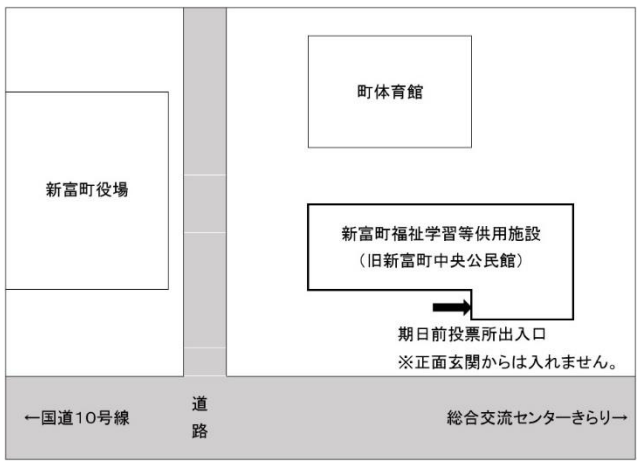 町体育館
新富町役場
新富町福祉学習等供用施設
（旧新富町中央公民館）
期日前投票所出入口
※正面玄関からは入れません。
←国道１０号線
道
路
総合交流センターきらり→